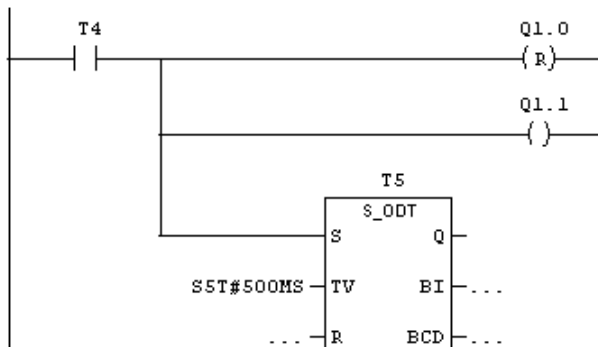 T4 Q1.0
( R )
Q1.1
( )
T5
S_ODT
S Q
S5T#500MS TV BI ...
... R BCD ...